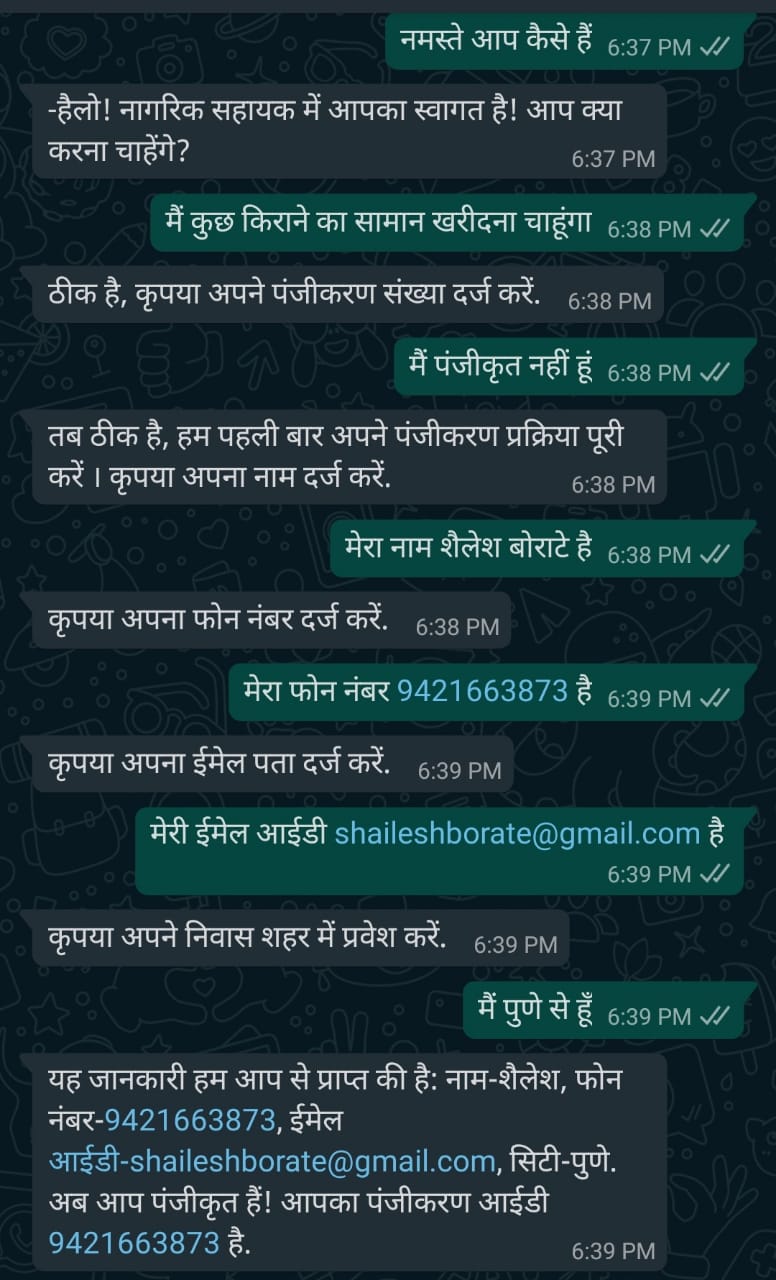 नमस्ते आप कैसे हैं 6:37 PM
-हैलो! नागरिक सहायक में आपका स्वागत है! आप क्या
करना चाहेंगे?
6:37 PM
मैं कुछ किराने का सामान खरीदना चाहूंगा 6:38 PM
ठीक है, कृपया अपने पंजीकरण संख्या दर्ज करें. 6:38 PM
मैं पंजीकृत नहीं हूं 6:38 PM
तब ठीक है, हम पहली बार अपने पंजीकरण प्रक्रिया पूरी
करें । कृपया अपना नाम दर्ज करें.
6:38 PM
मेरा नाम शैलेश बोराटे है 6:38 PM
कृपया अपना फोन नंबर दर्ज करें. 6:38 PM
मेरा फोन नंबर 9421663873 है 6:39 PM
कृपया अपना ईमेल पता दर्ज करें. 6:39 PM
मेरी ईमेल आईडी shaileshborate@gmail.com है
6:39 PM
कृपया अपने निवास शहर में प्रवेश करें. 6:39 PM
मैं पुणे से हूँ 6:39 PM
यह जानकारी हम आप से प्राप्त की है: नाम-शैलेश, फोन
नंबर-9421663873, ईमेल
आईडी-shaileshborate@gmail.com, सिटी-पुणे.
अब आप पंजीकृत हैं! आपका पंजीकरण आईडी
9421663873 है.
6:39 PM